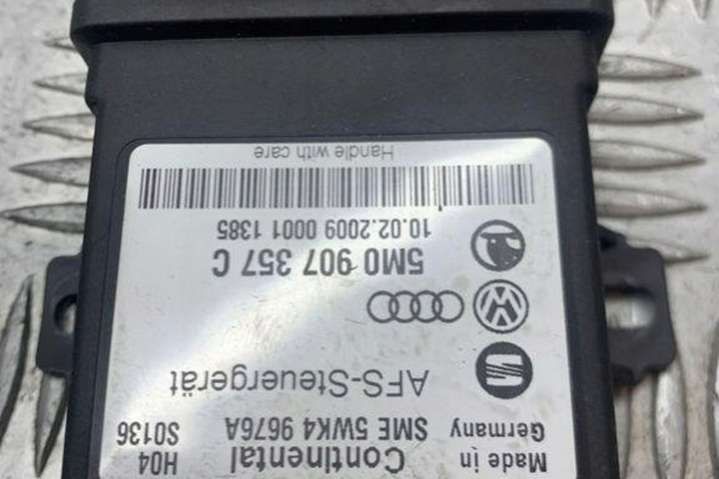 Made in
Germany
Continental
SME 5WK4 9676A
H04
S0136
AFS-Steuergerät
5M0 907 357 C
10.02.2009 0001 1385
Handle with care